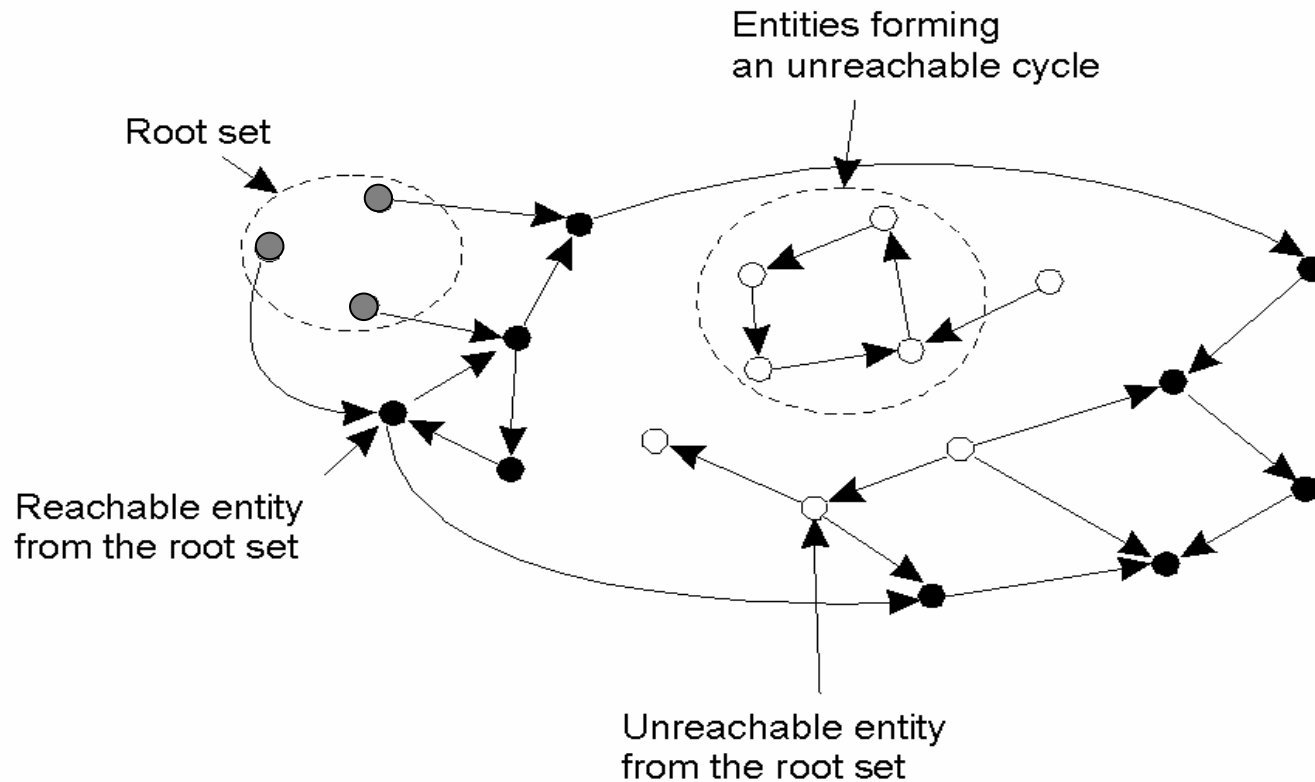 Entities forming
an unreachable cycle
Root set
Reachable entity
from the root set
Unreachable entity
from the root set